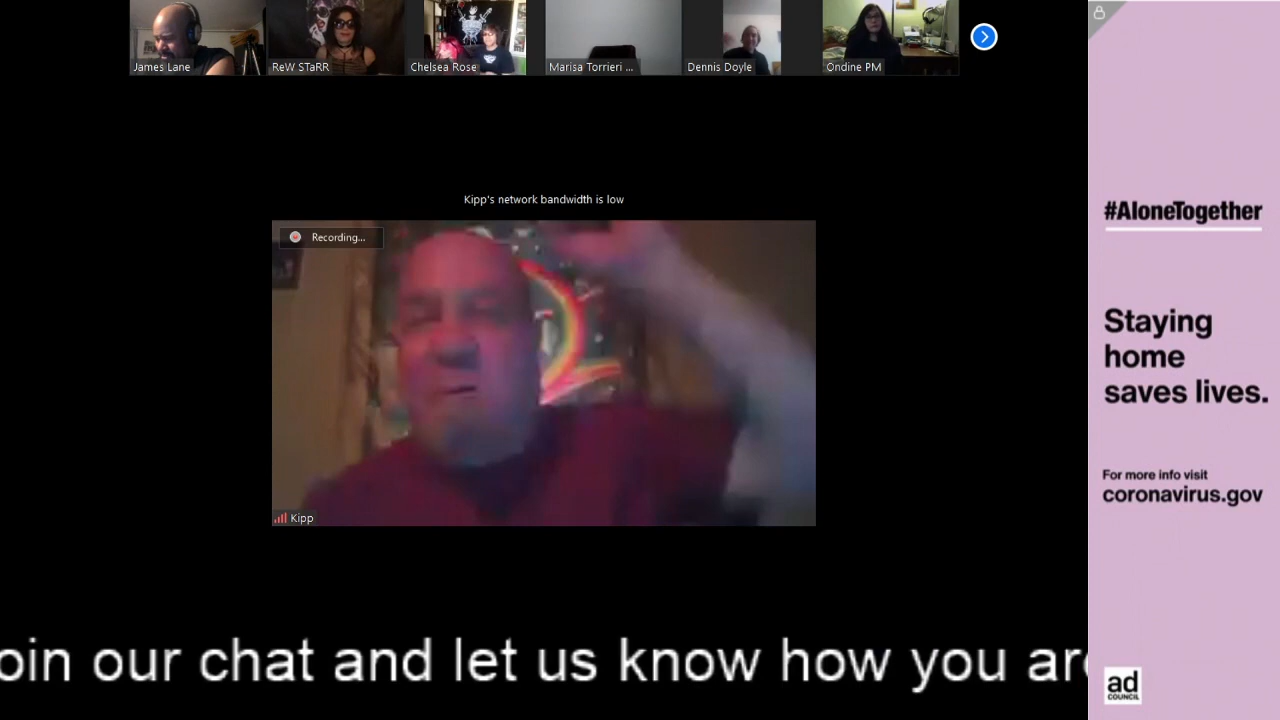 James Lane
ReW STaRR
Chelsea Rose
Marisa Torrieri ...
Dennis Doyle
Ondine PM
Kipp's network bandwidth is low
Recording...
Kipp
oin our chat and let us know how you are
#AloneTogether
Staying
home
saves lives.
For more info visit
coronavirus.gov
ad
COUNCIL